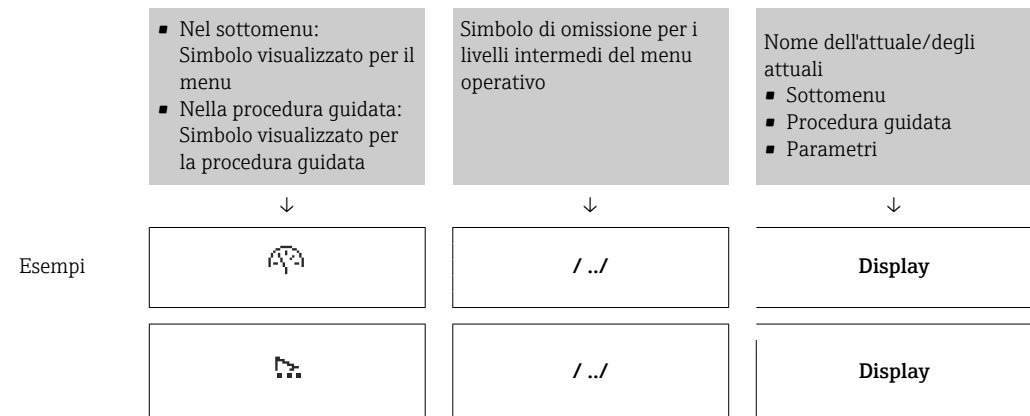 ▪ Nel sottomenu:
Simbolo visualizzato per il
menu
▪ Nella procedura guidata:
Simbolo visualizzato per
la procedura guidata
Simbolo di omissione per i
livelli intermedi del menu
operativo
Nome dell'attuale/degli
attuali
▪ Sottomenu
▪ Procedura guidata
▪ Parametri
↓ ↓ ↓
Esempi / ../ Display
/ ../ Display